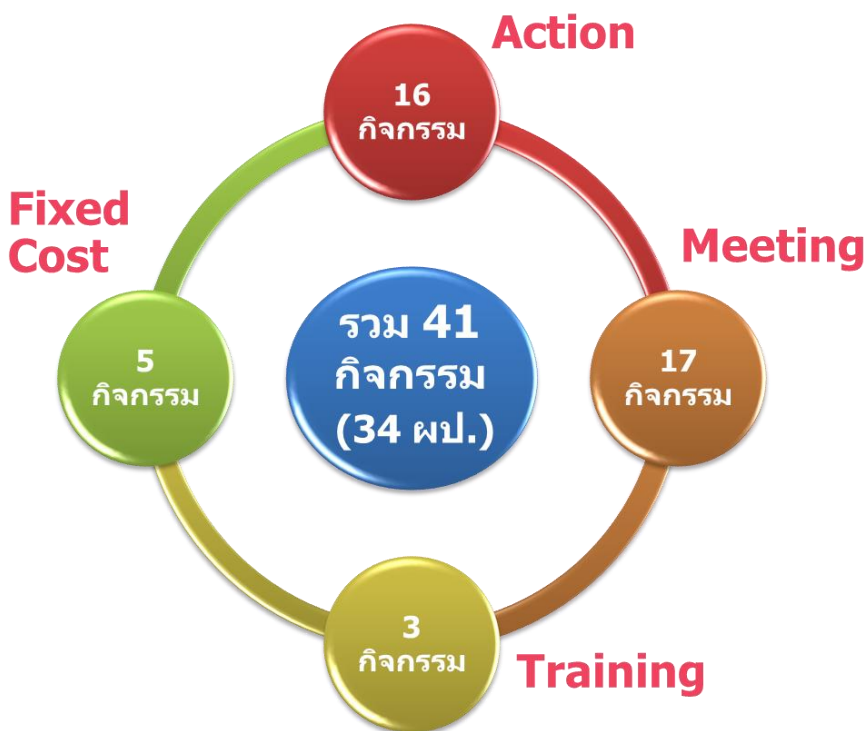 Action
16
กิจกรรม
Fixed
Cost
Meeting
รวม 41
กิจกรรม
(34 ผป.)
5
กิจกรรม
17
กิจกรรม
3
กิจกรรม
Training